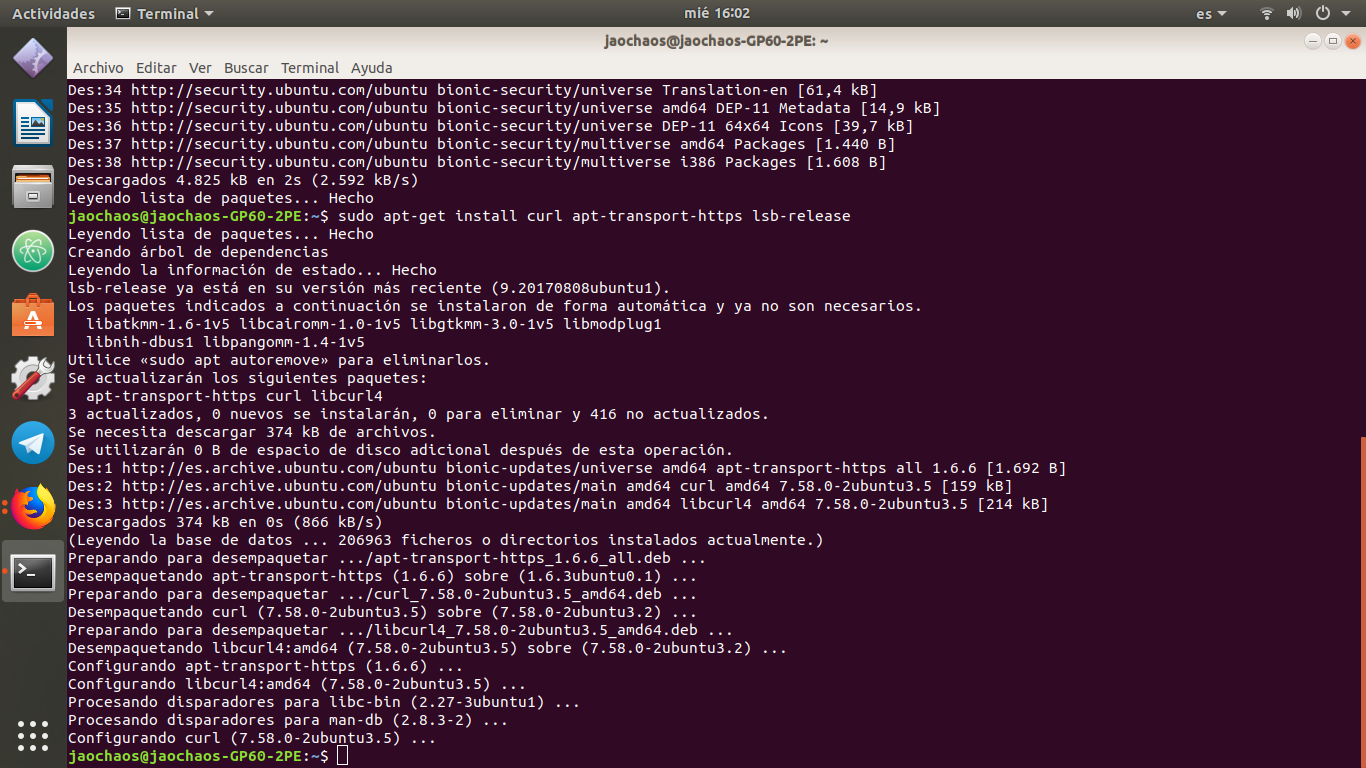 Actividades Terminal mié 16:02 es
jaochaos@jaochaos-GP60-2PE: ~
Archivo Editar Ver Buscar Terminal Ayuda
Des:34 http://security.ubuntu.com/ubuntu bionic-security/universe Translation-en [61,4 kB]
Des:35 http://security.ubuntu.com/ubuntu bionic-security/universe amd64 DEP-11 Metadata [14,9 kB]
Des:36 http://security.ubuntu.com/ubuntu bionic-security/universe DEP-11 64x64 Icons [39,7 kB]
Des:37 http://security.ubuntu.com/ubuntu bionic-security/multiverse amd64 Packages [1.440 B]
Des:38 http://security.ubuntu.com/ubuntu bionic-security/multiverse i386 Packages [1.608 B]
Descargados 4.825 kB en 2s (2.592 kB/s)
Leyendo lista de paquetes... Hecho
jaochaos@jaochaos-GP60-2PE:~$ sudo apt-get install curl apt-transport-https lsb-release
Leyendo lista de paquetes... Hecho
Creando árbol de dependencias
Leyendo la información de estado... Hecho
lsb-release ya está en su versión más reciente (9.20170808ubuntu1).
Los paquetes indicados a continuación se instalaron de forma automática y ya no son necesarios.
  libatkmm-1.6-1v5 libcairomm-1.0-1v5 libgtkmm-3.0-1v5 libmodplug1
  libnih-dbus1 libpangomm-1.4-1v5
Utilice «sudo apt autoremove» para eliminarlos.
Se actualizarán los siguientes paquetes:
  apt-transport-https curl libcurl4
3 actualizados, 0 nuevos se instalarán, 0 para eliminar y 416 no actualizados.
Se necesita descargar 374 kB de archivos.
Se utilizarán 0 B de espacio de disco adicional después de esta operación.
Des:1 http://es.archive.ubuntu.com/ubuntu bionic-updates/universe amd64 apt-transport-https all 1.6.6 [1.692 B]
Des:2 http://es.archive.ubuntu.com/ubuntu bionic-updates/main amd64 curl amd64 7.58.0-2ubuntu3.5 [159 kB]
Des:3 http://es.archive.ubuntu.com/ubuntu bionic-updates/main amd64 libcurl4 amd64 7.58.0-2ubuntu3.5 [214 kB]
Descargados 374 kB en 0s (866 kB/s)
(Leyendo la base de datos ... 206963 ficheros o directorios instalados actualmente.)
Preparando para desempaquetar .../apt-transport-https_1.6.6_all.deb ...
Desempaquetando apt-transport-https (1.6.6) sobre (1.6.3ubuntu0.1) ...
Preparando para desempaquetar .../curl_7.58.0-2ubuntu3.5_amd64.deb ...
Desempaquetando curl (7.58.0-2ubuntu3.5) sobre (7.58.0-2ubuntu3.2) ...
Preparando para desempaquetar .../libcurl4_7.58.0-2ubuntu3.5_amd64.deb ...
Desempaquetando libcurl4:amd64 (7.58.0-2ubuntu3.5) sobre (7.58.0-2ubuntu3.2) ...
Configurando apt-transport-https (1.6.6) ...
Configurando libcurl4:amd64 (7.58.0-2ubuntu3.5) ...
Procesando disparadores para libc-bin (2.27-3ubuntu1) ...
Procesando disparadores para man-db (2.8.3-2) ...
Configurando curl (7.58.0-2ubuntu3.5) ...
jaochaos@jaochaos-GP60-2PE:~$